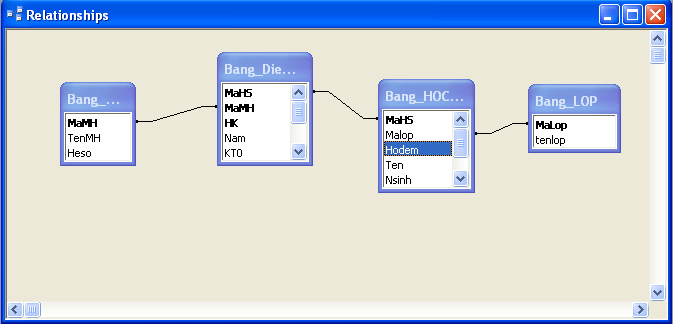 Relationships
Bang_...
MaMH
TenMH
Heso
Bang_Die...
MaHS
MaMH
HK
Nam
KT0
Bang_HOC...
MaHS
Malop
Hodem
Ten
Nsinh
Bang_LOP
MaLop
tenlop